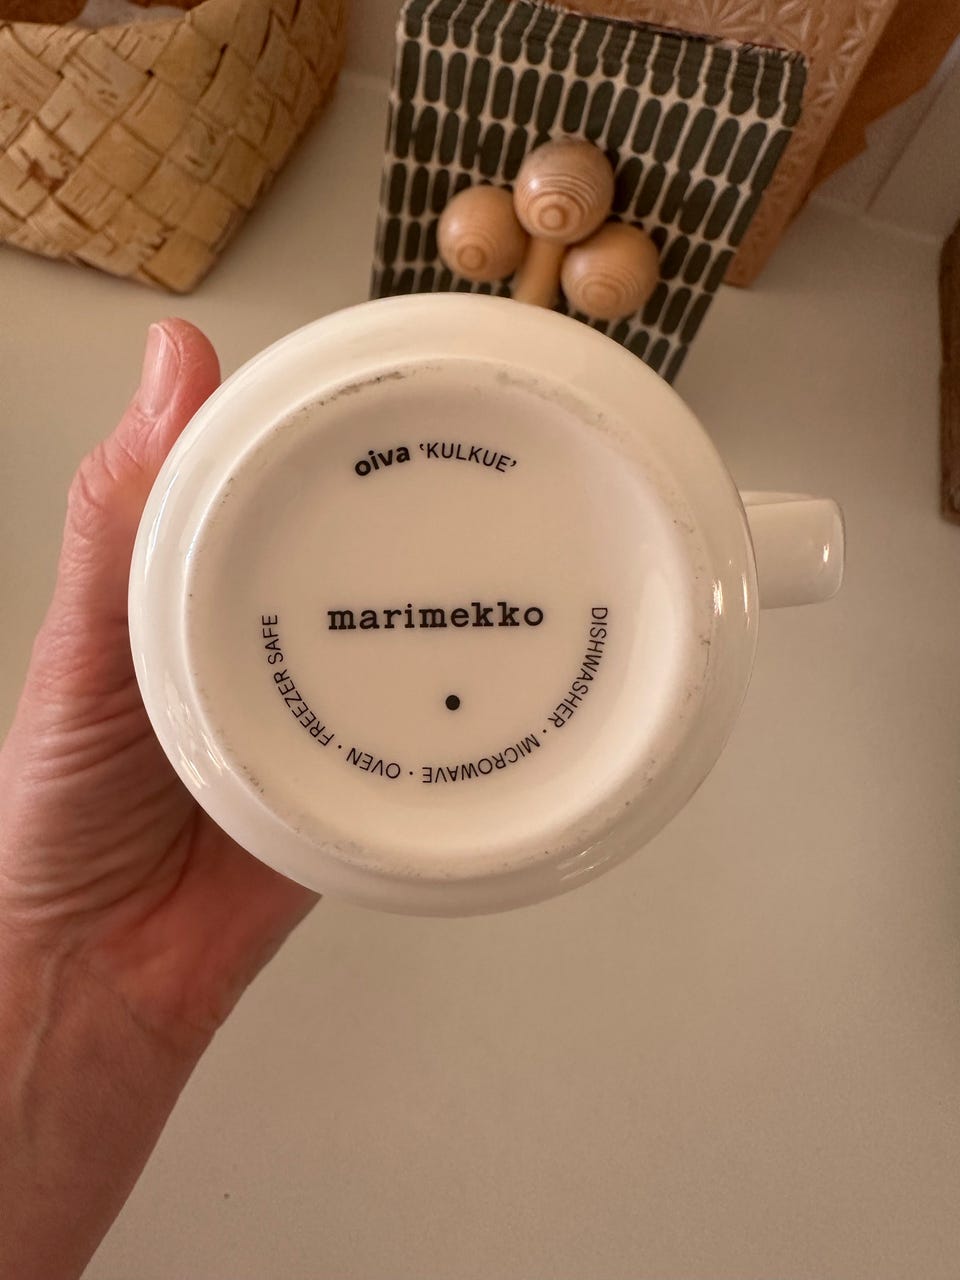 oiva ‘KULKUE’
marimekko
DISHWASHER · MICROWAVE · OVEN · FREEZER SAFE